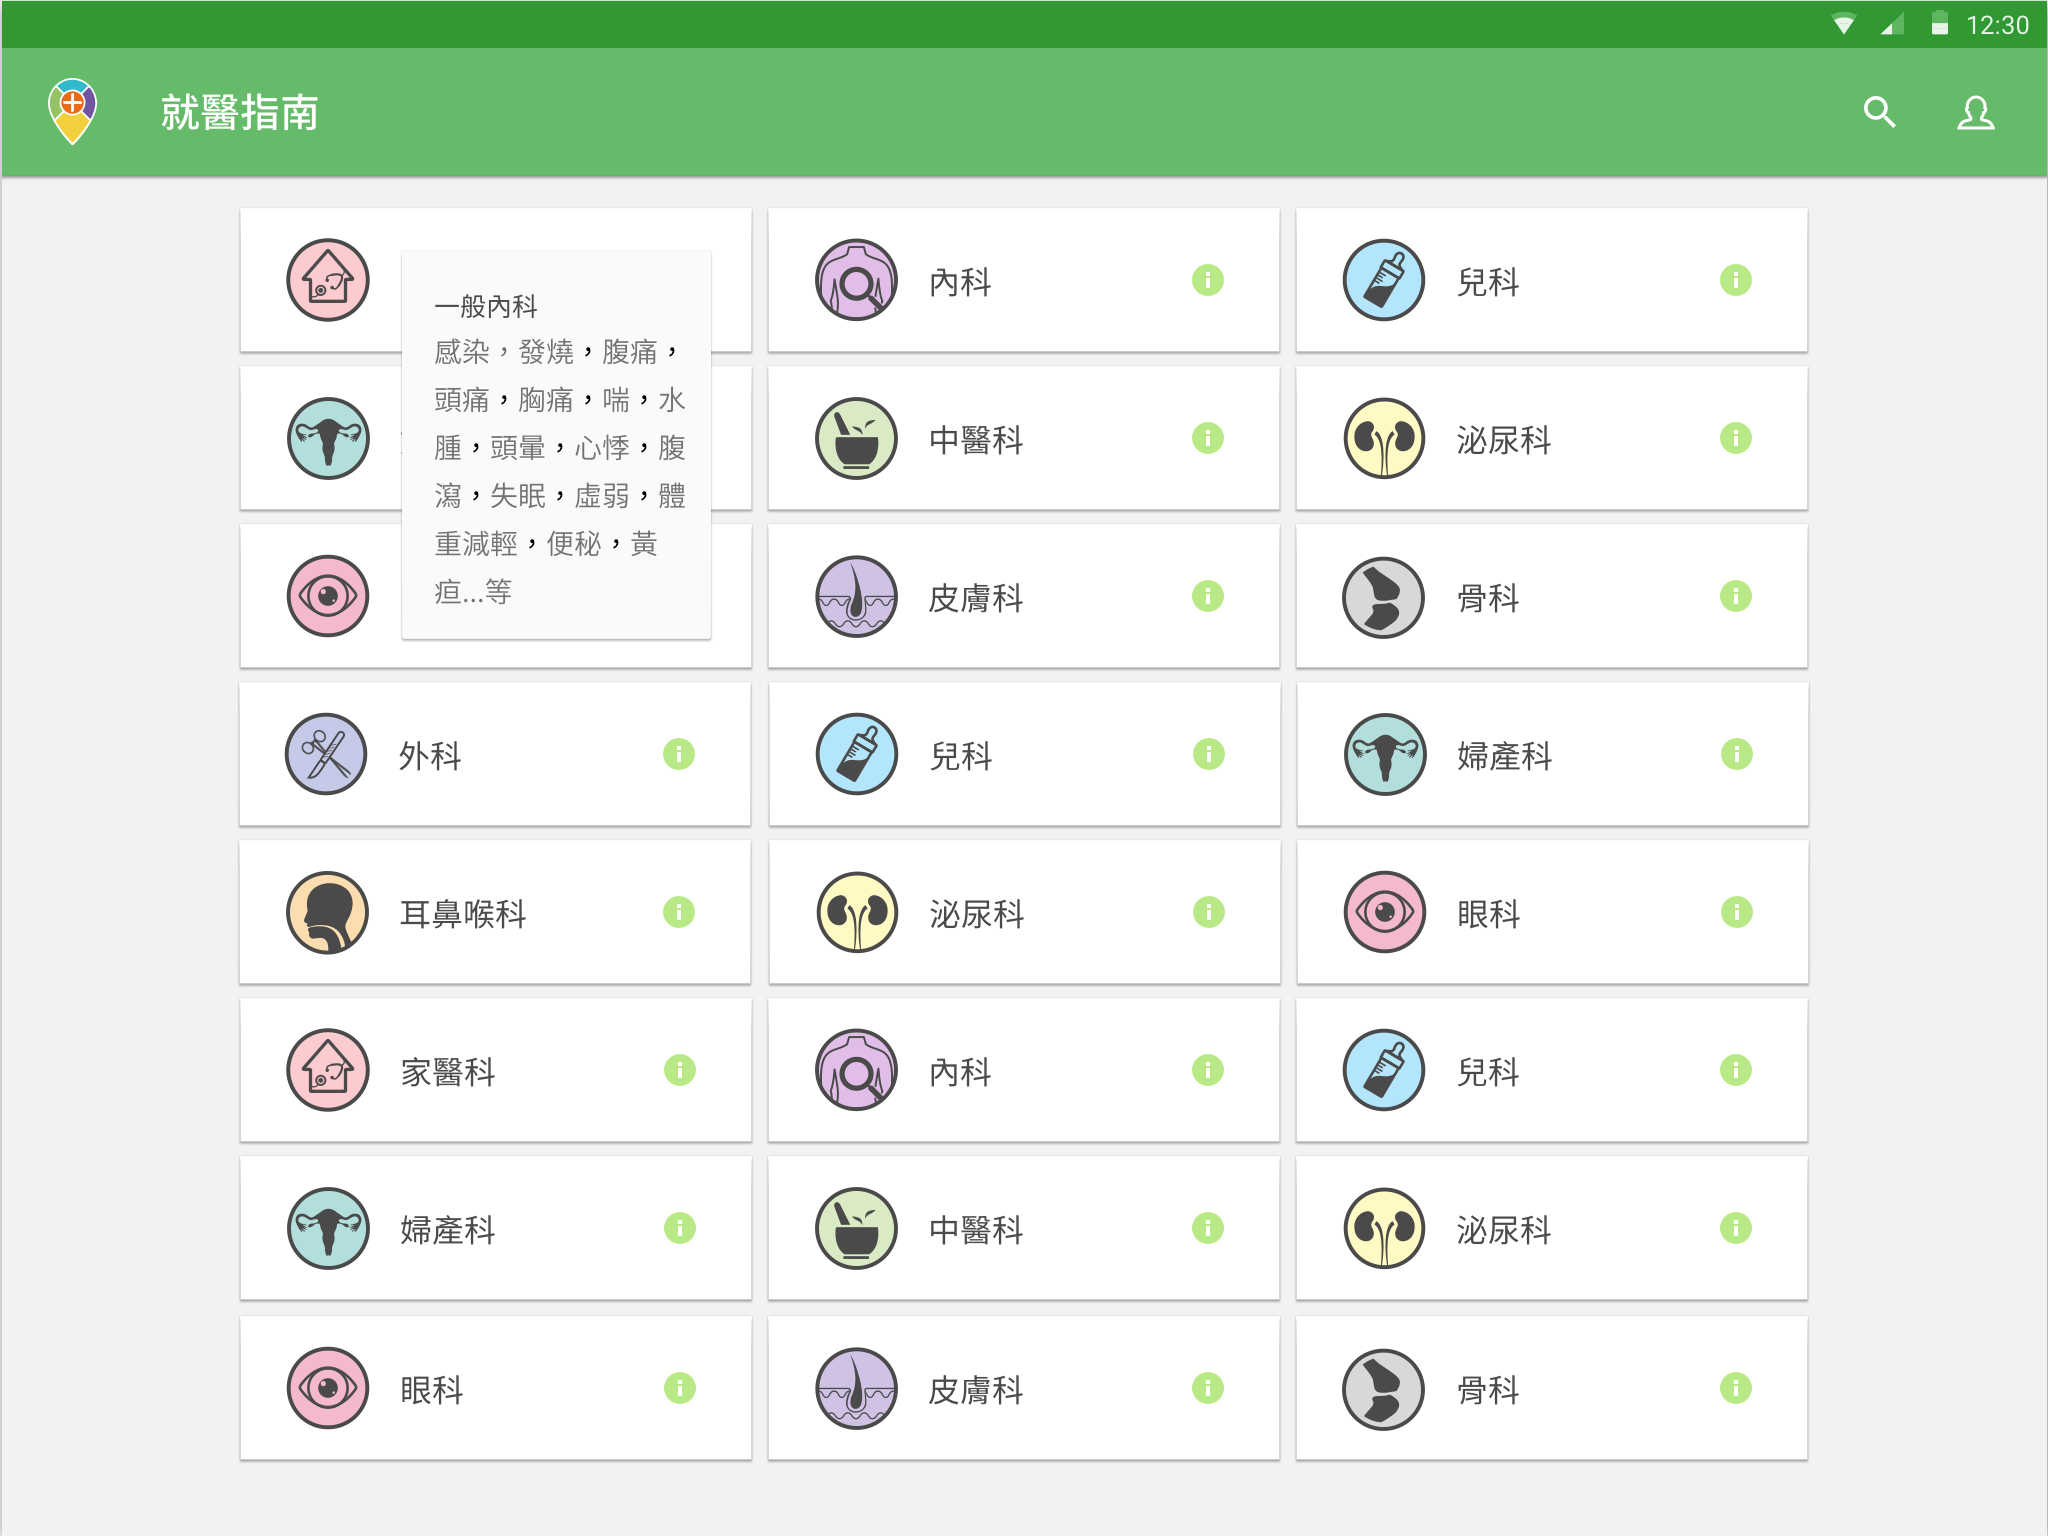 12:30
就醫指南
一般內科
感染，發燒，腹痛，
頭痛，胸痛，喘，水
腫，頭暈，心悸，腹
瀉，失眠，虛弱，體
重減輕，便秘，黃
疸...等
內科
兒科
中醫科
泌尿科
皮膚科
骨科
外科
兒科
婦產科
耳鼻喉科
泌尿科
眼科
家醫科
內科
兒科
婦產科
中醫科
泌尿科
眼科
皮膚科
骨科